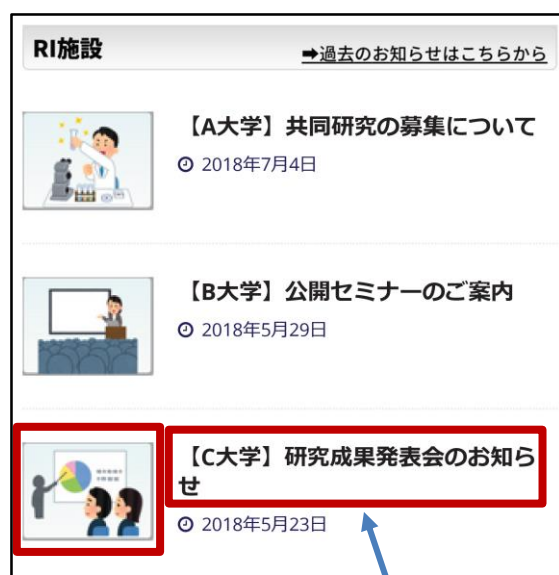 RI施設
➡過去のお知らせはこちらから
【A大学】共同研究の募集について
2018年7月4日
【B大学】公開セミナーのご案内
2018年5月29日
【C大学】研究成果発表会のお知ら
せ
2018年5月23日